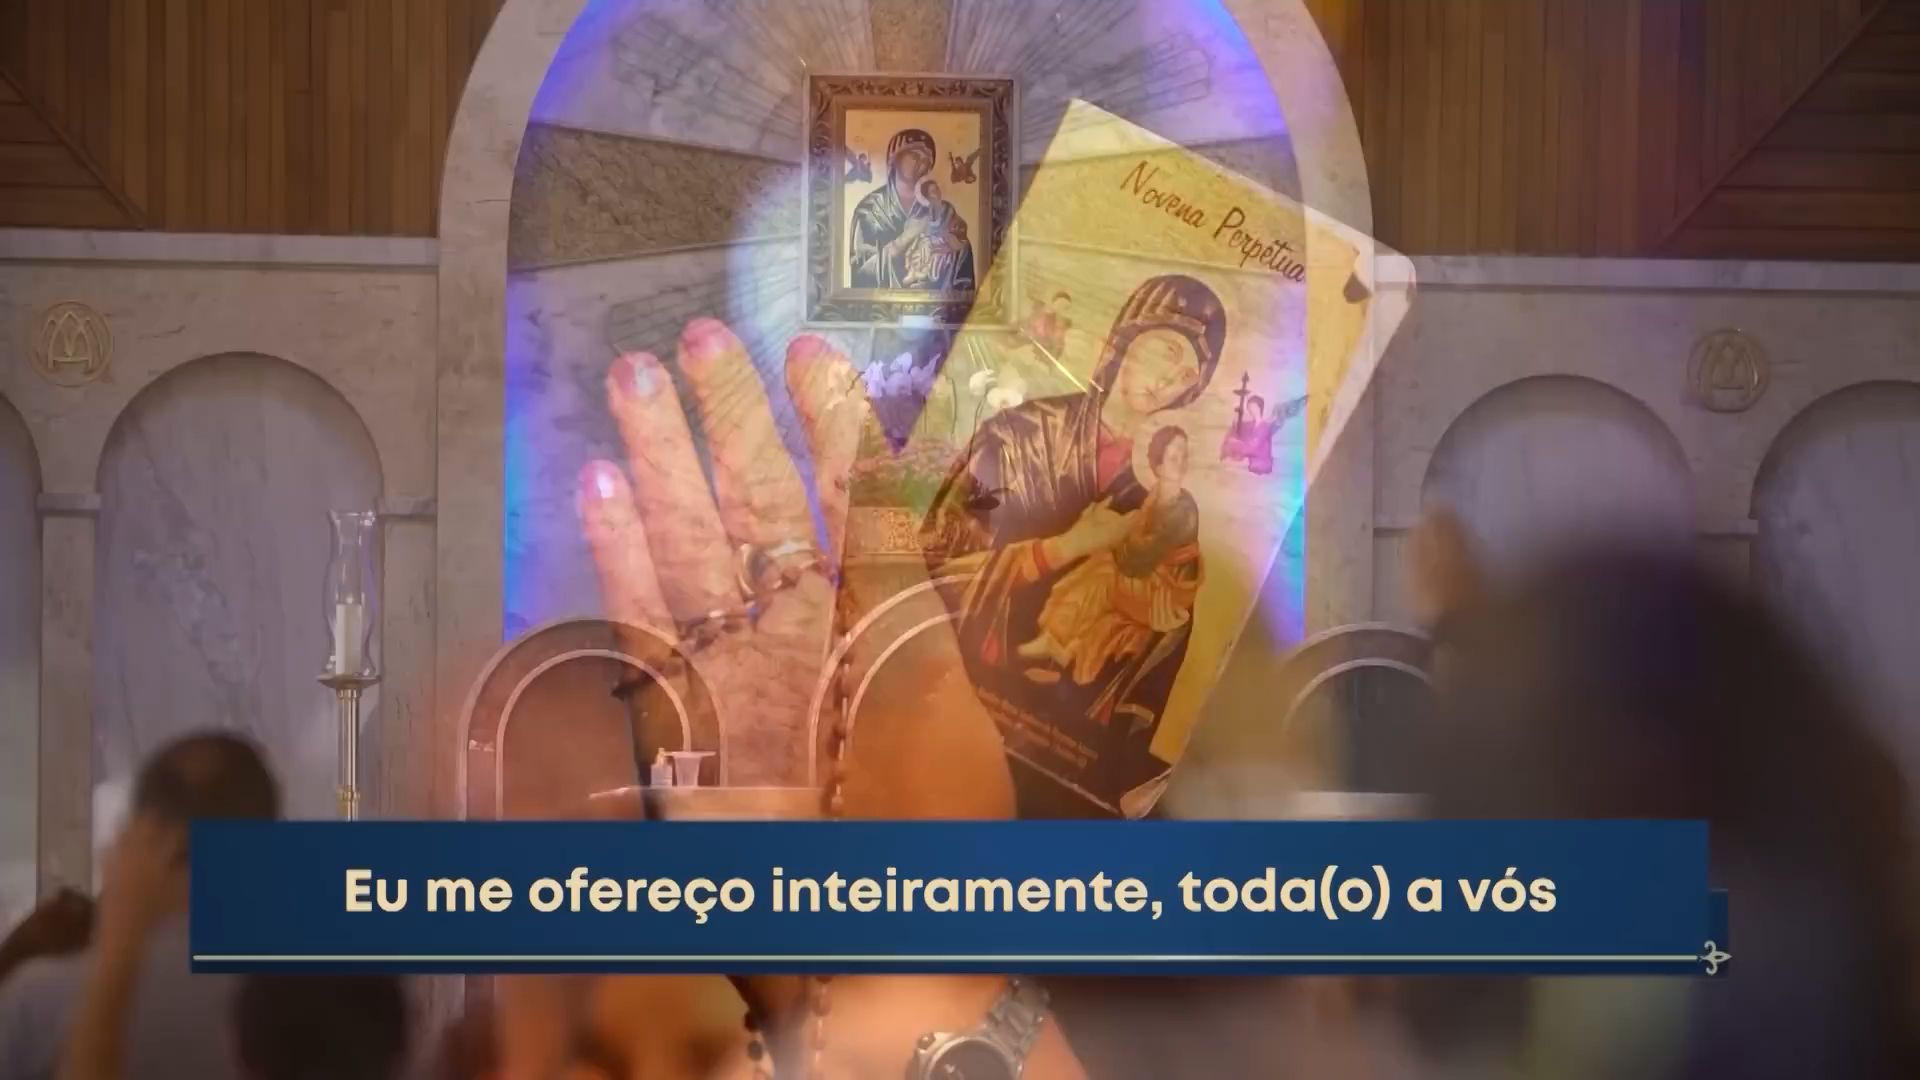 Novena Perpétua
Eu me ofereço inteiramente, toda(o) a vós